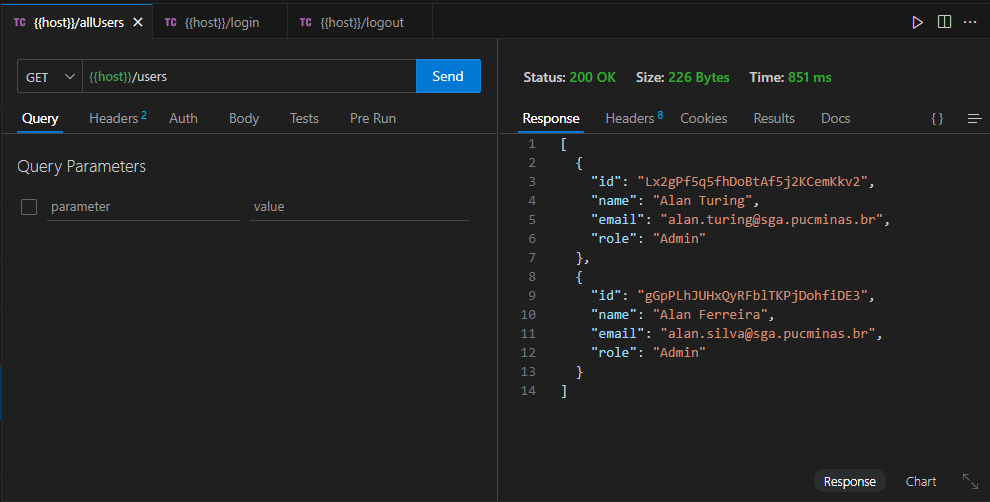 TC {{host}}/allUsers TC {{host}}/login TC {{host}}/logout
GET {{host}}/users Send
Query Headers 2 Auth Body Tests Pre Run
Query Parameters
parameter value
Status: 200 OK Size: 226 Bytes Time: 851 ms
Response Headers 8 Cookies Results Docs {}
1 [
2 {
3 "id": "Lx2gPf5q5fhDoBtAf5j2KCemKkv2",
4 "name": "Alan Turing",
5 "email": "alan.turing@sga.pucminas.br",
6 "role": "Admin"
7 },
8 {
9 "id": "gGpPLhJUHxQyRFblTKPjDohfiDE3",
10 "name": "Alan Ferreira",
11 "email": "alan.silva@sga.pucminas.br",
12 "role": "Admin"
13 }
14 ]
Response Chart